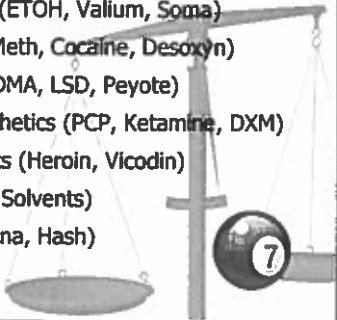 (ETOH, Valium, Soma)
Meth, Cocaine, Desoxyn)
DMA, LSD, Peyote)
hetics (PCP, Ketamine, DXM)
s (Heroin, Vicodin)
Solvents)
na, Hash)
7